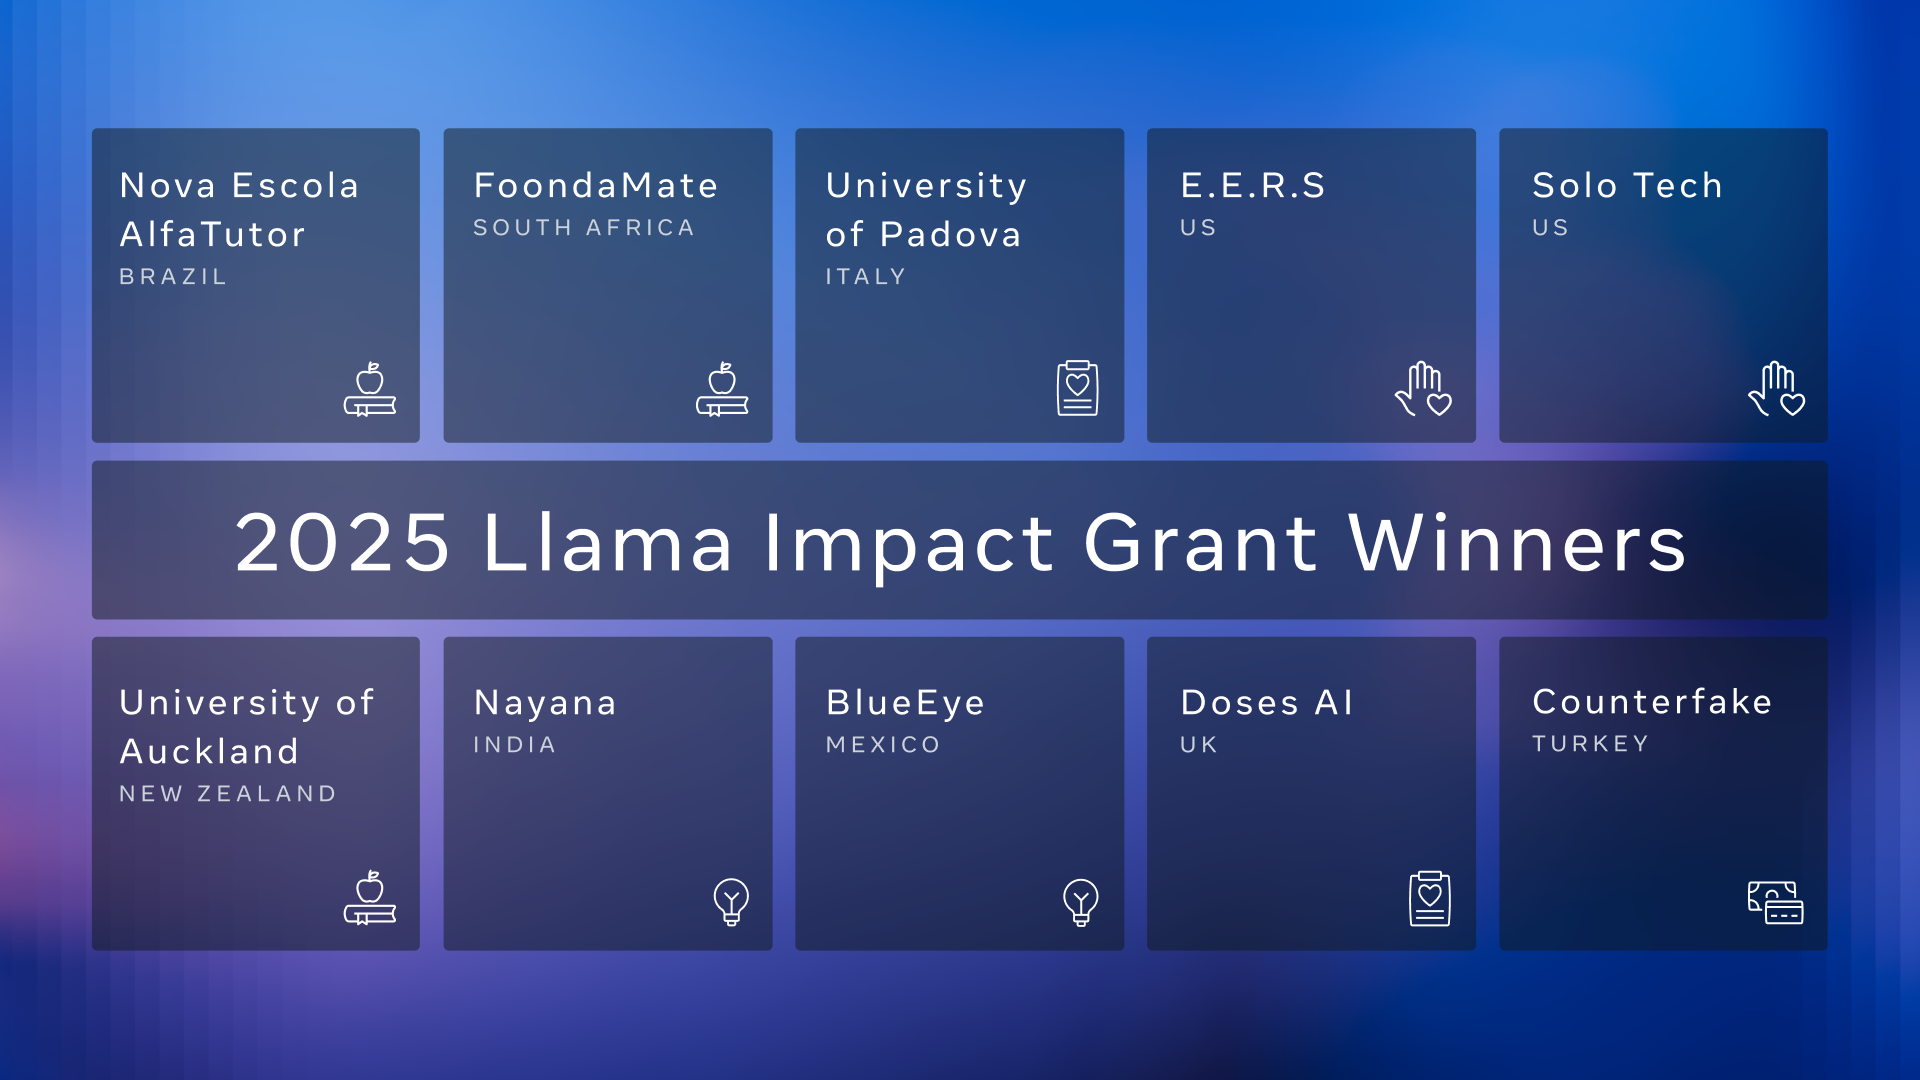 Nova Escola
AlfaTutor
BRAZIL
FoondaMate
SOUTH AFRICA
University
of Padova
ITALY
E.E.R.S
US
Solo Tech
US
2025 Llama Impact Grant Winners
University of
Auckland
NEW ZEALAND
Nayana
INDIA
BlueEye
MEXICO
Doses AI
UK
Counterfake
TURKEY